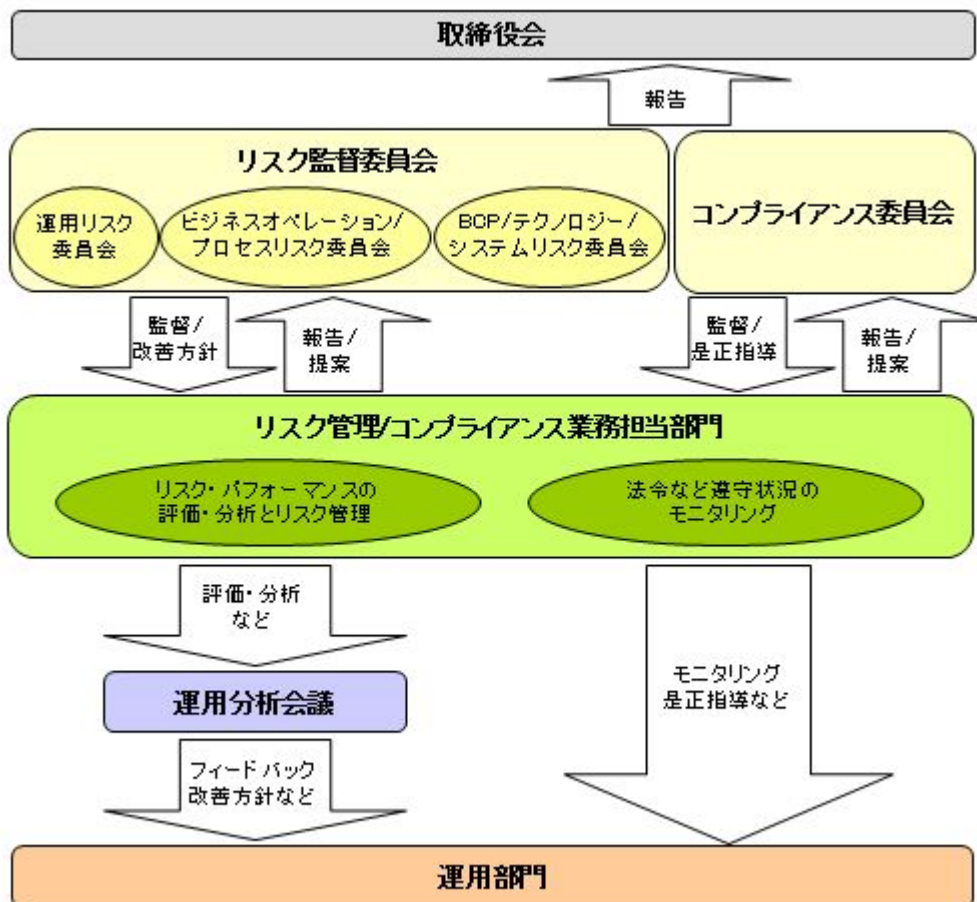 取締役会
報告
リスク監督委員会
運用リスク
委員会
ビジネスオペレーション/
プロセスリスク委員会
BCP/テクノロジー/
システムリスク委員会
コンプライアンス委員会
監督/
改善方針
報告/
提案
監督/
是正指導
報告/
提案
リスク管理/コンプライアンス業務担当部門
リスク・パフォーマンスの
評価・分析とリスク管理
法令など遵守状況の
モニタリング
評価・分析
など
運用分析会議
モニタリング
是正指導など
フィードバック
改善方針など
運用部門